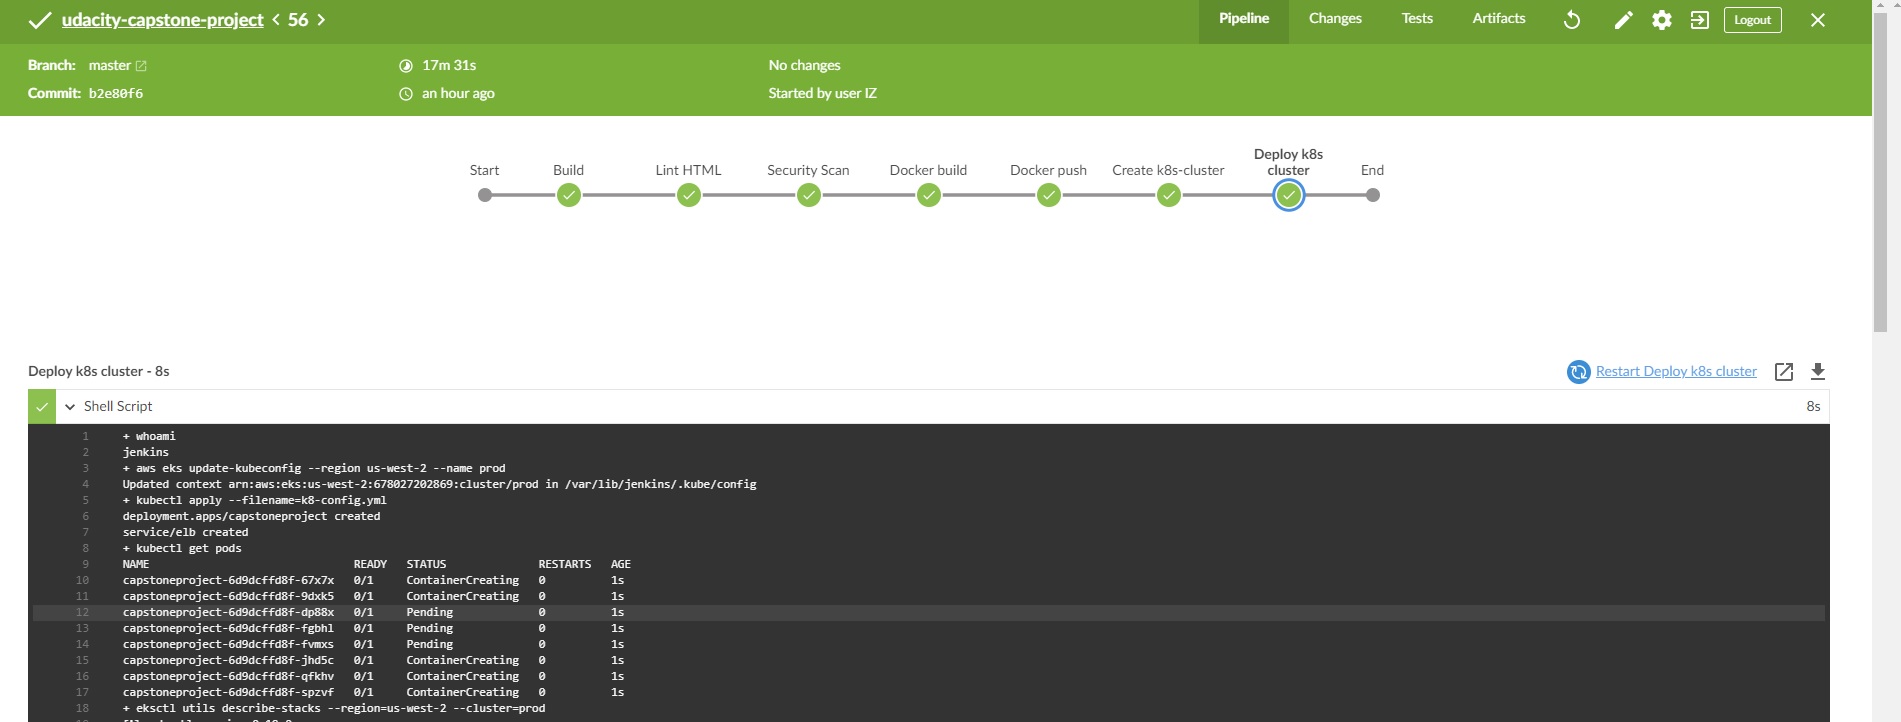 udacity-capstone-project < 56 > Pipeline Changes Tests Artifacts Logout
Branch: master 17m 31s No changes
Commit: b2e80f6 an hour ago Started by user IZ
Start Build Lint HTML Security Scan Docker build Docker push Create k8s-cluster Deploy k8s cluster End
Deploy k8s cluster - 8s Restart Deploy k8s cluster
Shell Script 8s
1 + whoami
2 jenkins
3 + aws eks update-kubeconfig --region us-west-2 --name prod
4 Updated context arn:aws:eks:us-west-2:678027202869:cluster/prod in /var/lib/jenkins/.kube/config
5 + kubectl apply --filename=k8-config.yml
6 deployment.apps/capstoneproject created
7 service/elb created
8 + kubectl get pods
9 NAME READY STATUS RESTARTS AGE
10 capstoneproject-6d9dcffd8f-67x7x 0/1 ContainerCreating 0 1s
11 capstoneproject-6d9dcffd8f-9dxk5 0/1 ContainerCreating 0 1s
12 capstoneproject-6d9dcffd8f-dp88x 0/1 Pending 0 1s
13 capstoneproject-6d9dcffd8f-fgbhl 0/1 Pending 0 1s
14 capstoneproject-6d9dcffd8f-fvmxs 0/1 Pending 0 1s
15 capstoneproject-6d9dcffd8f-jhd5c 0/1 ContainerCreating 0 1s
16 capstoneproject-6d9dcffd8f-qfkhv 0/1 ContainerCreating 0 1s
17 capstoneproject-6d9dcffd8f-spzvf 0/1 ContainerCreating 0 1s
18 + eksctl utils describe-stacks --region=us-west-2 --cluster=prod